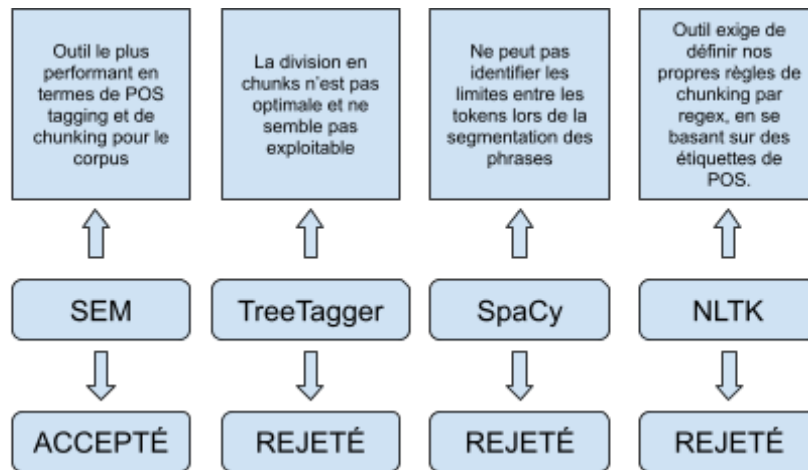 Outil le plus
performant en
termes de POS
tagging et de
chunking pour le
corpus
La division en
chunks n'est pas
optimale et ne
semble pas
exploitable
Ne peut pas
identifier les
limites entre les
tokens lors de la
segmentation des
phrases
Outil exige de
définir nos
propres règles de
chunking par
regex, en se
basant sur des
étiquettes de
POS.
SEM
TreeTagger
SpaCy
NLTK
ACCEPTÉ
REJETÉ
REJETÉ
REJETÉ